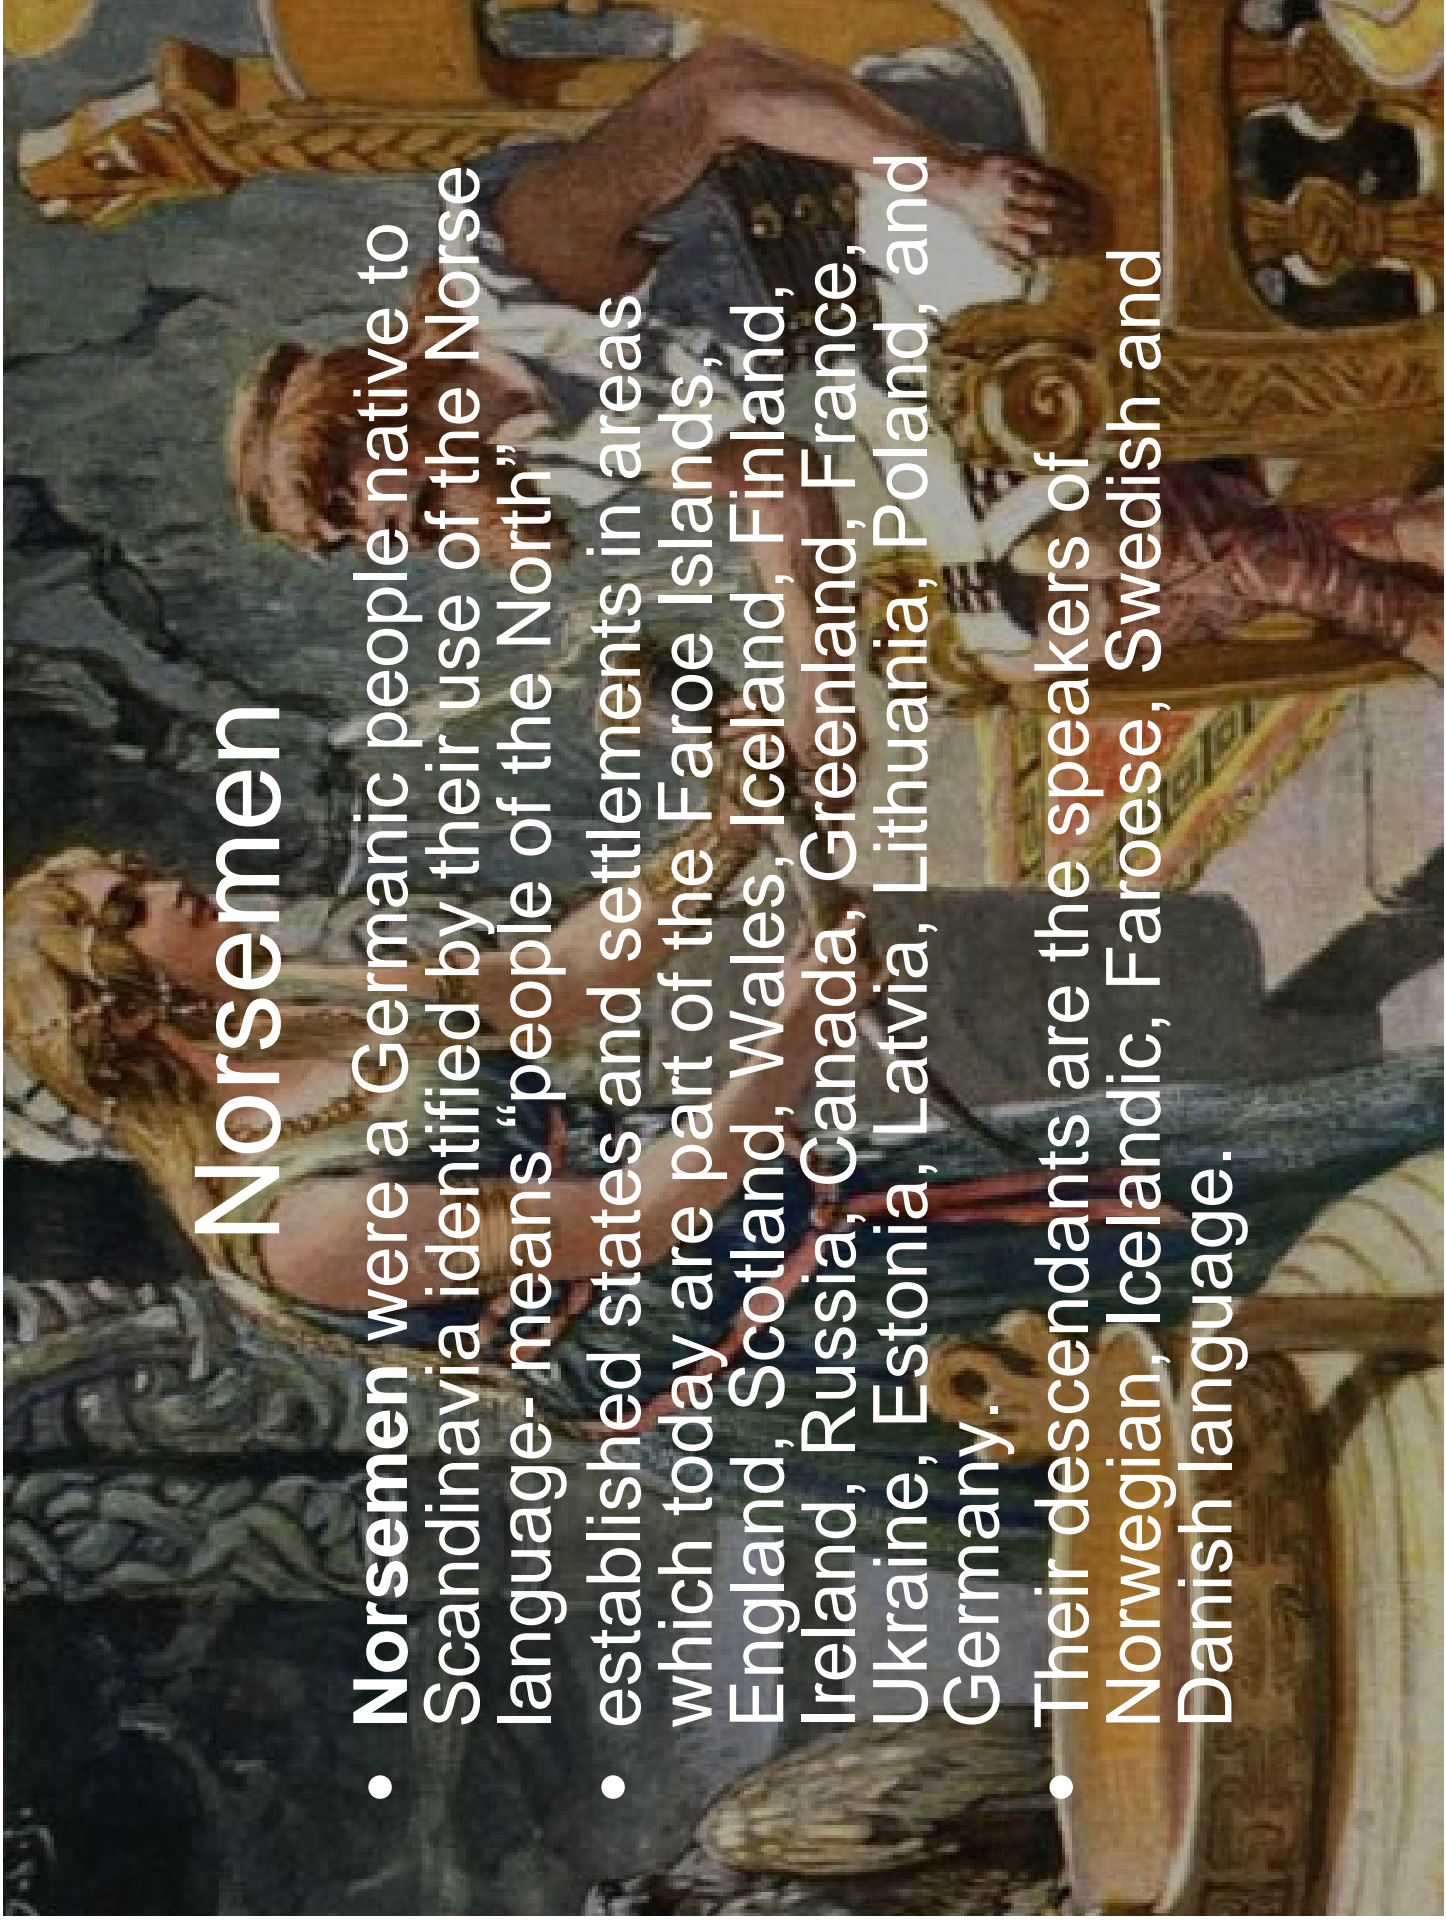 Norsemen
• Norsemen were a Germanic people native to
Scandinavia identified by their use of the Norse
language- means “people of the North”
• established states and settlements in areas
which today are part of the Faroe Islands,
England, Scotland, Wales, Iceland, Finland,
Ireland, Russia, Canada, Greenland, France,
Ukraine, Estonia, Latvia, Lithuania, Poland, and
Germany.
• Their descendants are the speakers of
Norwegian, Icelandic, Faroese, Swedish and
Danish language.